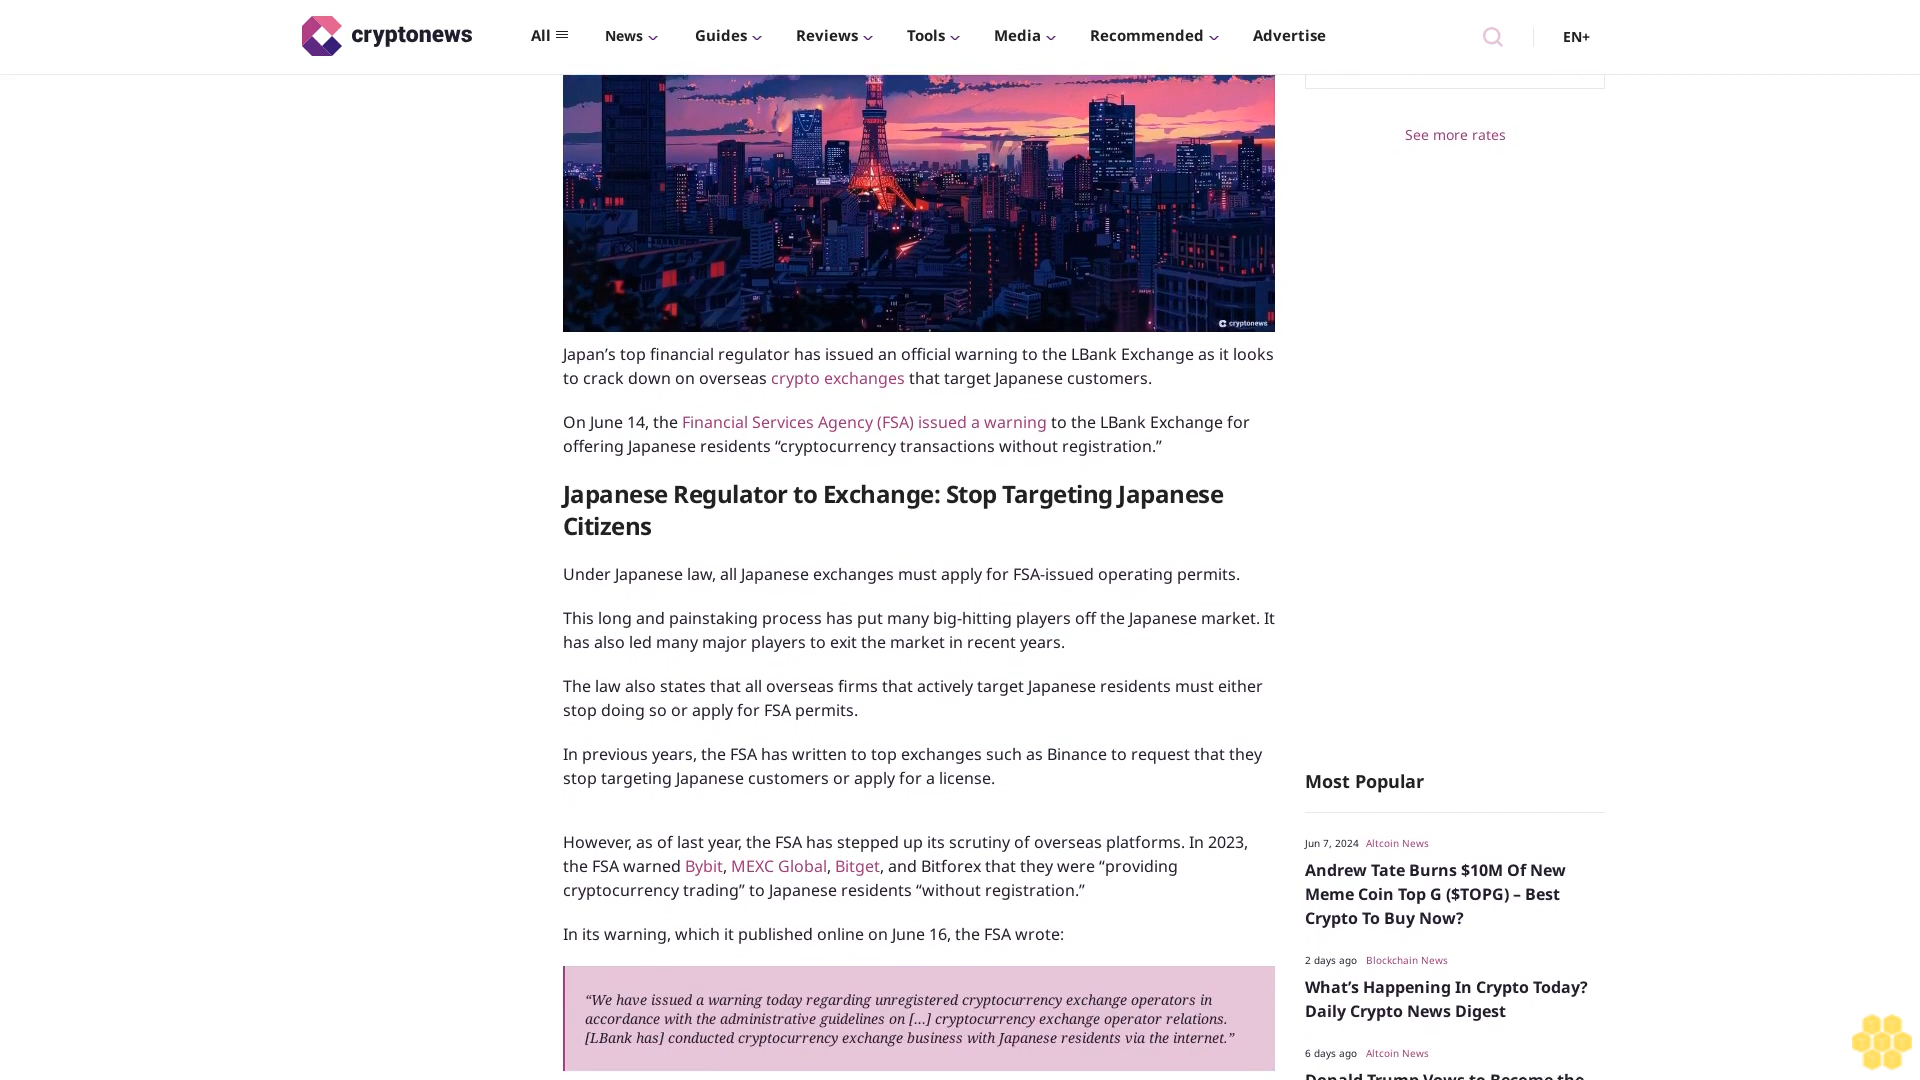 cryptonews
All
News
Guides
Reviews
Tools
Media
Recommended
Advertise
EN+
See more rates
cryptonews
Japan’s top financial regulator has issued an official warning to the LBank Exchange as it looks
to crack down on overseas crypto exchanges that target Japanese customers.
On June 14, the Financial Services Agency (FSA) issued a warning to the LBank Exchange for
offering Japanese residents “cryptocurrency transactions without registration.”
Japanese Regulator to Exchange: Stop Targeting Japanese
Citizens
Under Japanese law, all Japanese exchanges must apply for FSA-issued operating permits.
This long and painstaking process has put many big-hitting players off the Japanese market. It
has also led many major players to exit the market in recent years.
The law also states that all overseas firms that actively target Japanese residents must either
stop doing so or apply for FSA permits.
In previous years, the FSA has written to top exchanges such as Binance to request that they
stop targeting Japanese customers or apply for a license.
However, as of last year, the FSA has stepped up its scrutiny of overseas platforms. In 2023,
the FSA warned Bybit, MEXC Global, Bitget, and Bitforex that they were “providing
cryptocurrency trading” to Japanese residents “without registration.”
In its warning, which it published online on June 16, the FSA wrote:
“We have issued a warning today regarding unregistered cryptocurrency exchange operators in
accordance with the administrative guidelines on […] cryptocurrency exchange operator relations.
[LBank has] conducted cryptocurrency exchange business with Japanese residents via the internet.”
Most Popular
Jun 7, 2024 Altcoin News
Andrew Tate Burns $10M Of New
Meme Coin Top G ($TOPG) – Best
Crypto To Buy Now?
2 days ago Blockchain News
What’s Happening In Crypto Today?
Daily Crypto News Digest
6 days ago Altcoin News
Donald Trump Vows to Become the